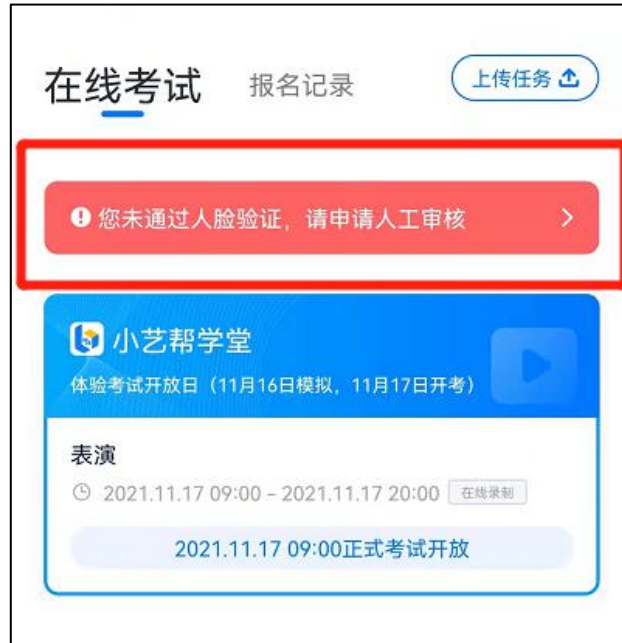 在线考试 报名记录 上传任务
您未通过人脸验证，请申请人工审核
小艺帮学堂
体验考试开放日（11月16日模拟，11月17日开考）
表演
2021.11.17 09:00 - 2021.11.17 20:00 在线录制
2021.11.17 09:00正式考试开放